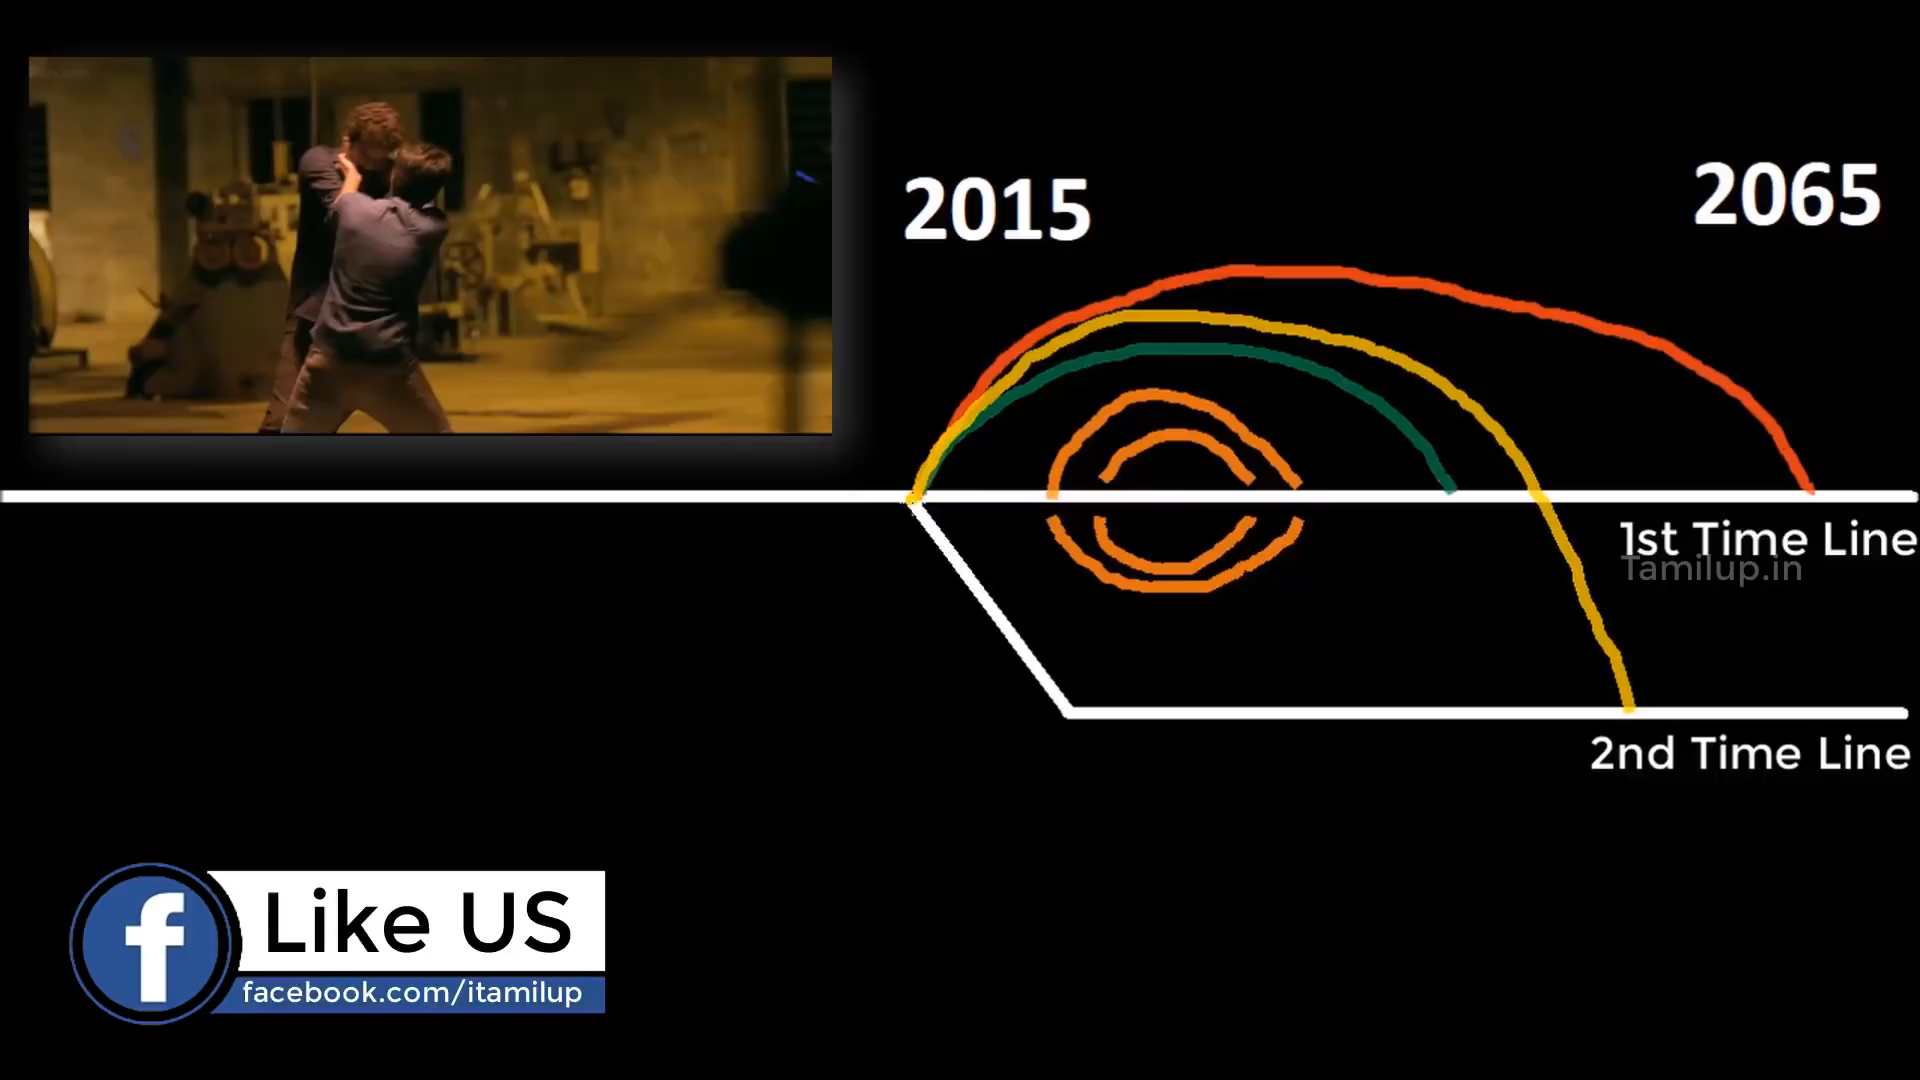 2015
2065
1st Time Line
Tamilup.in
2nd Time Line
f
Like US
facebook.com/itamilup